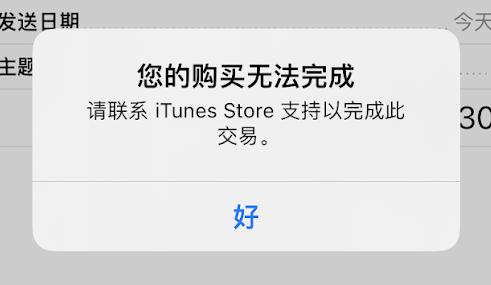 发送日期
今天
主题
您的购买无法完成
请联系 iTunes Store 支持以完成此
交易。
30
好